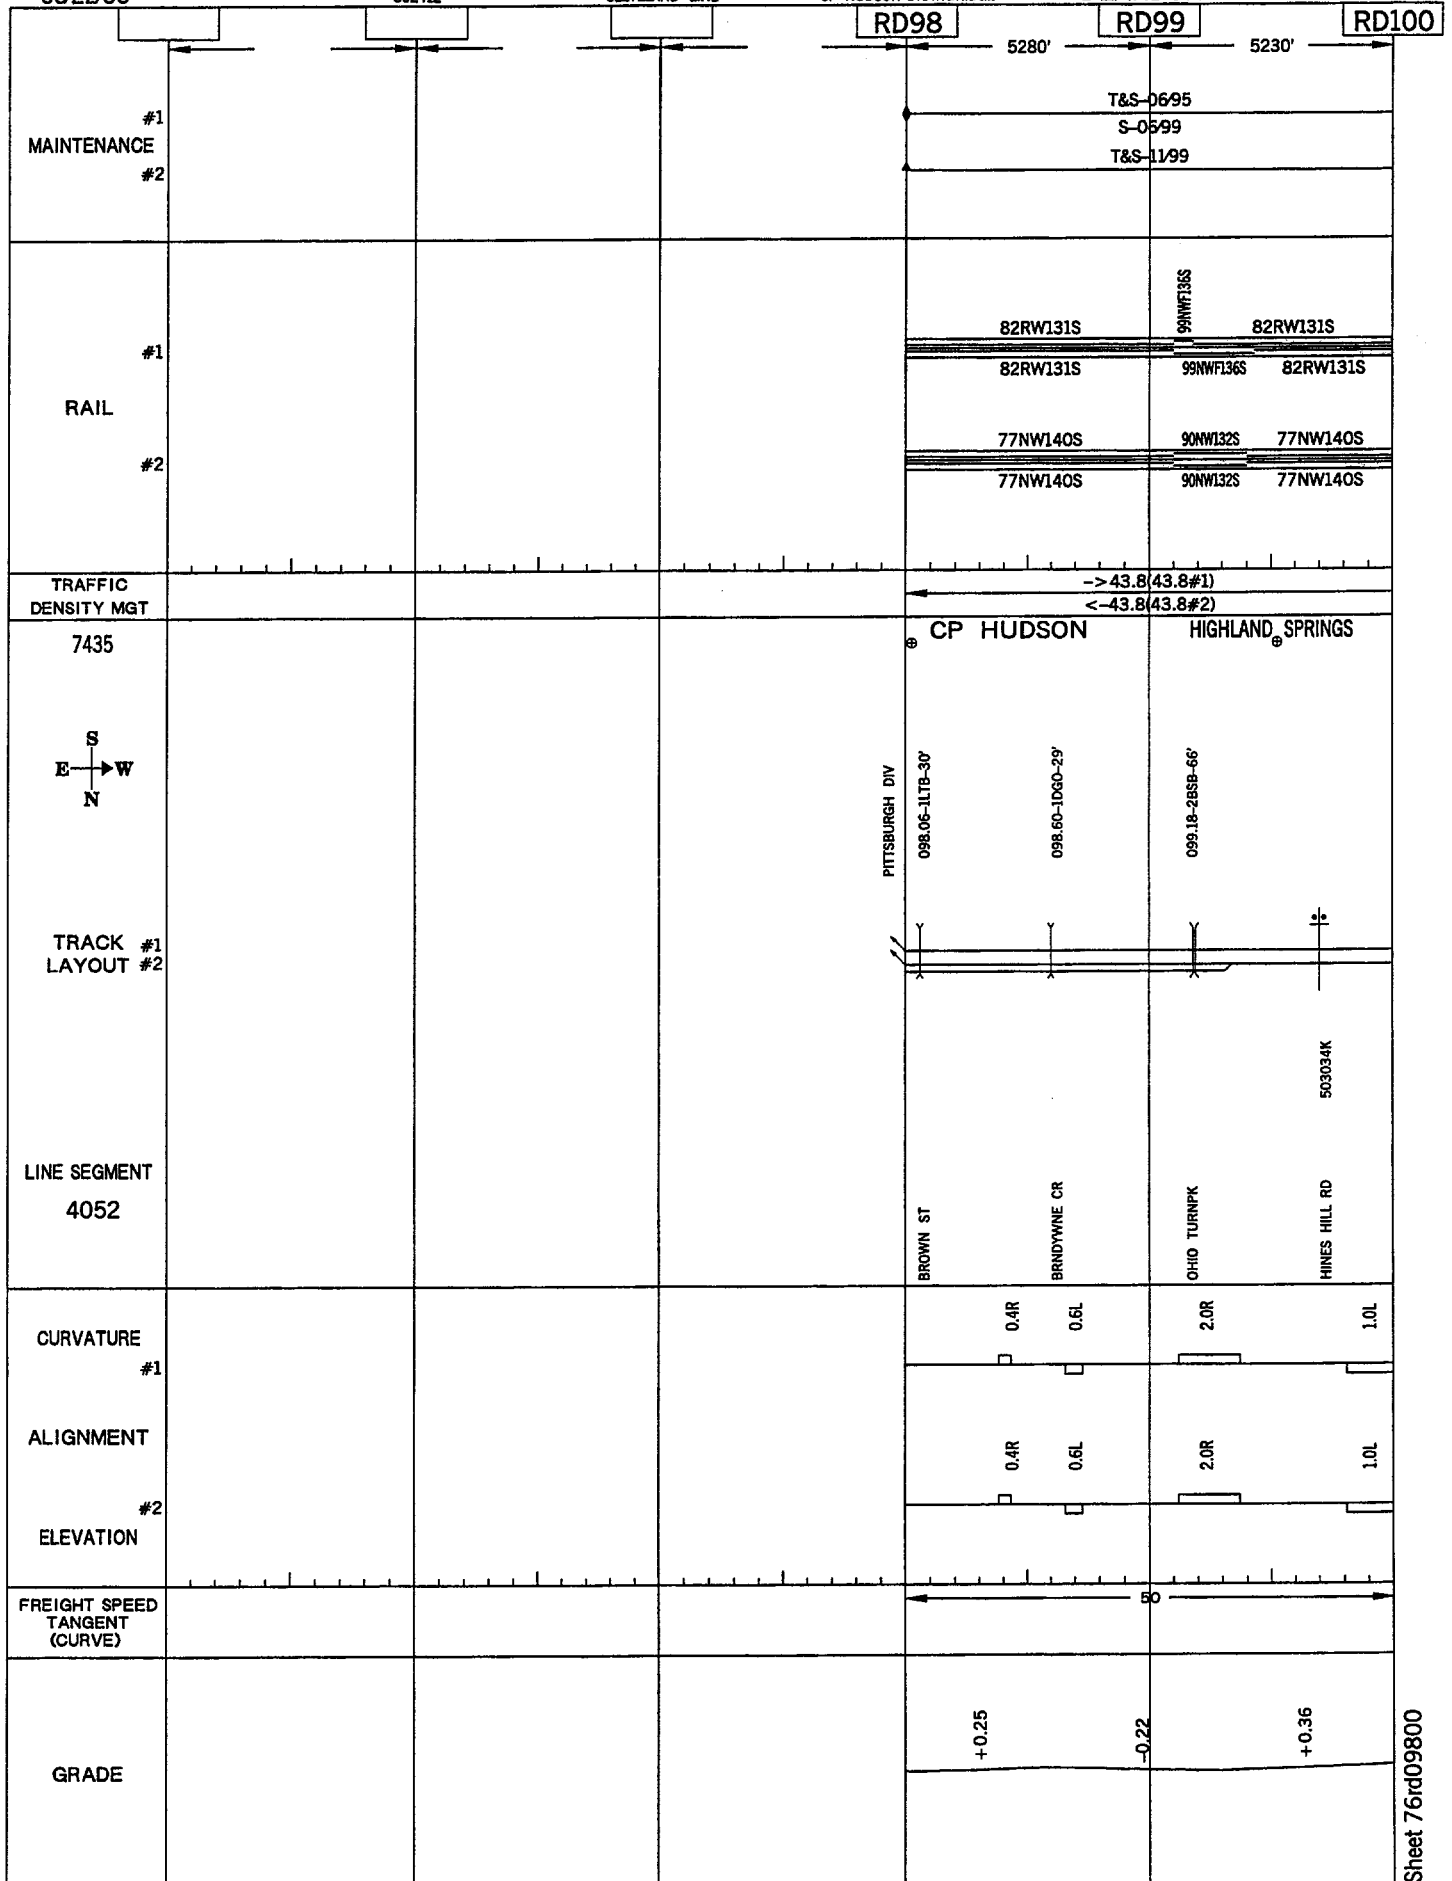 RD98 RD99 RD100
5280' 5230'
#1
MAINTENANCE
#2
T&S-06/95
S-06/99
T&S-11/99
99NWF136S
82RW131S 82RW131S
#1
82RW131S 99NWF136S 82RW131S
RAIL
77NW140S 90NW132S 77NW140S
#2
77NW140S 90NW132S 77NW140S
TRAFFIC
DENSITY MGT
->43.8(43.8#1)
<-43.8(43.8#2)
7435
CP HUDSON HIGHLAND SPRINGS
S
E W
N
PITTSBURGH DIV
098.06-1LTB-30'
098.60-1DGO-29'
099.18-2BSB-66'
TRACK #1
LAYOUT #2
503034K
LINE SEGMENT
4052
BROWN ST
BRNDYWNE CR
OHIO TURNPK
HINES HILL RD
CURVATURE
#1
0.4R 0.6L 2.0R 1.0L
ALIGNMENT
0.4R 0.6L 2.0R 1.0L
#2
ELEVATION
FREIGHT SPEED
TANGENT
(CURVE)
50
GRADE
+0.25 -0.22 +0.36
Sheet 76rd09800